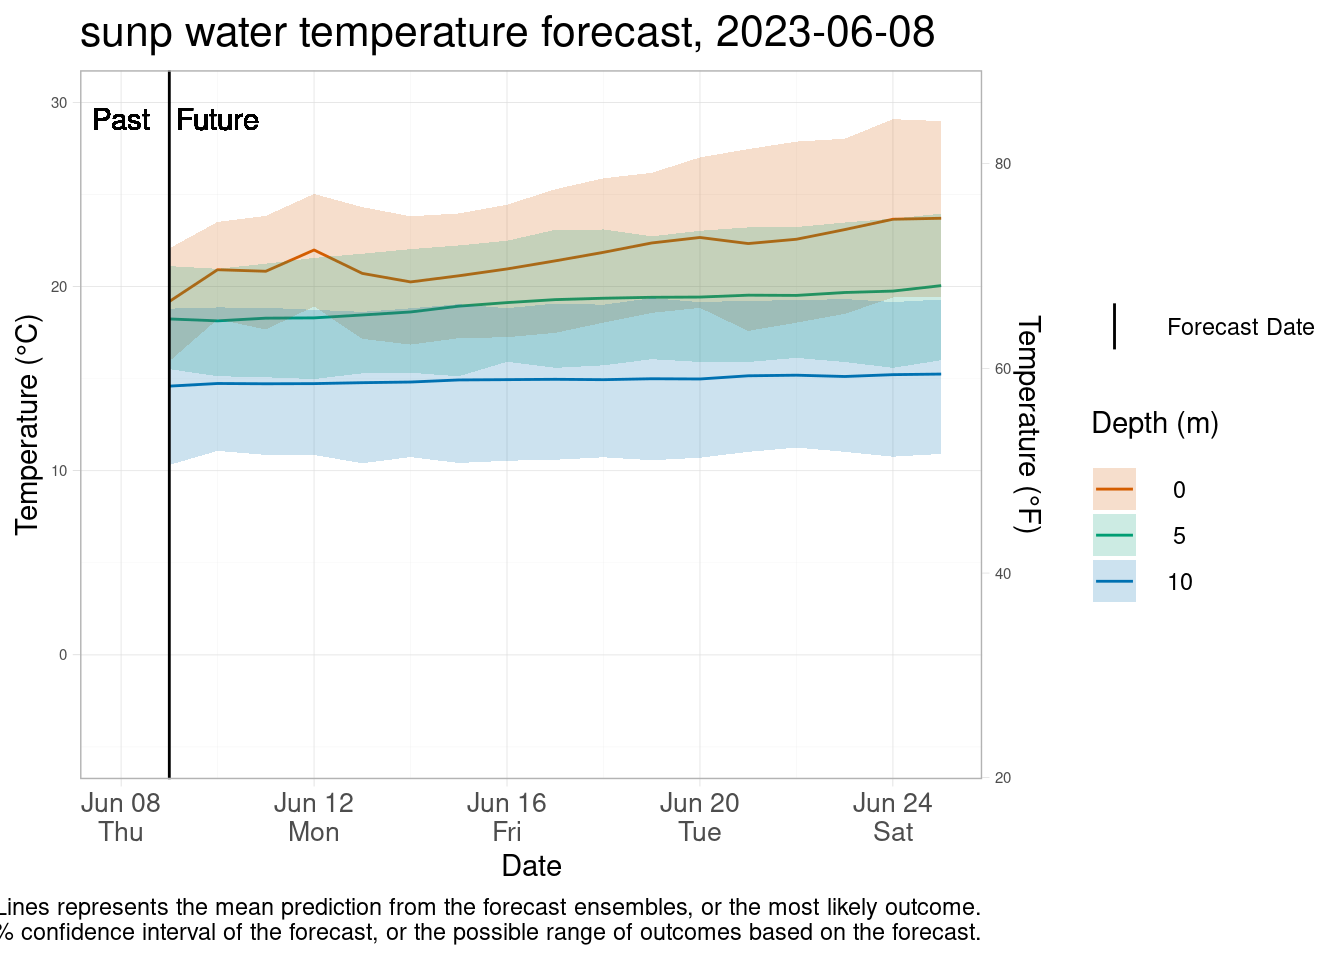 sunp water temperature forecast, 2023-06-08
Past
Future
30
20
10
0
Temperature (°C)
80
60
40
20
Temperature (°F)
Jun 08
Thu
Jun 12
Mon
Jun 16
Fri
Jun 20
Tue
Jun 24
Sat
Date
Forecast Date
Depth (m)
0
5
10
Lines represents the mean prediction from the forecast ensembles, or the most likely outcome.
% confidence interval of the forecast, or the possible range of outcomes based on the forecast.